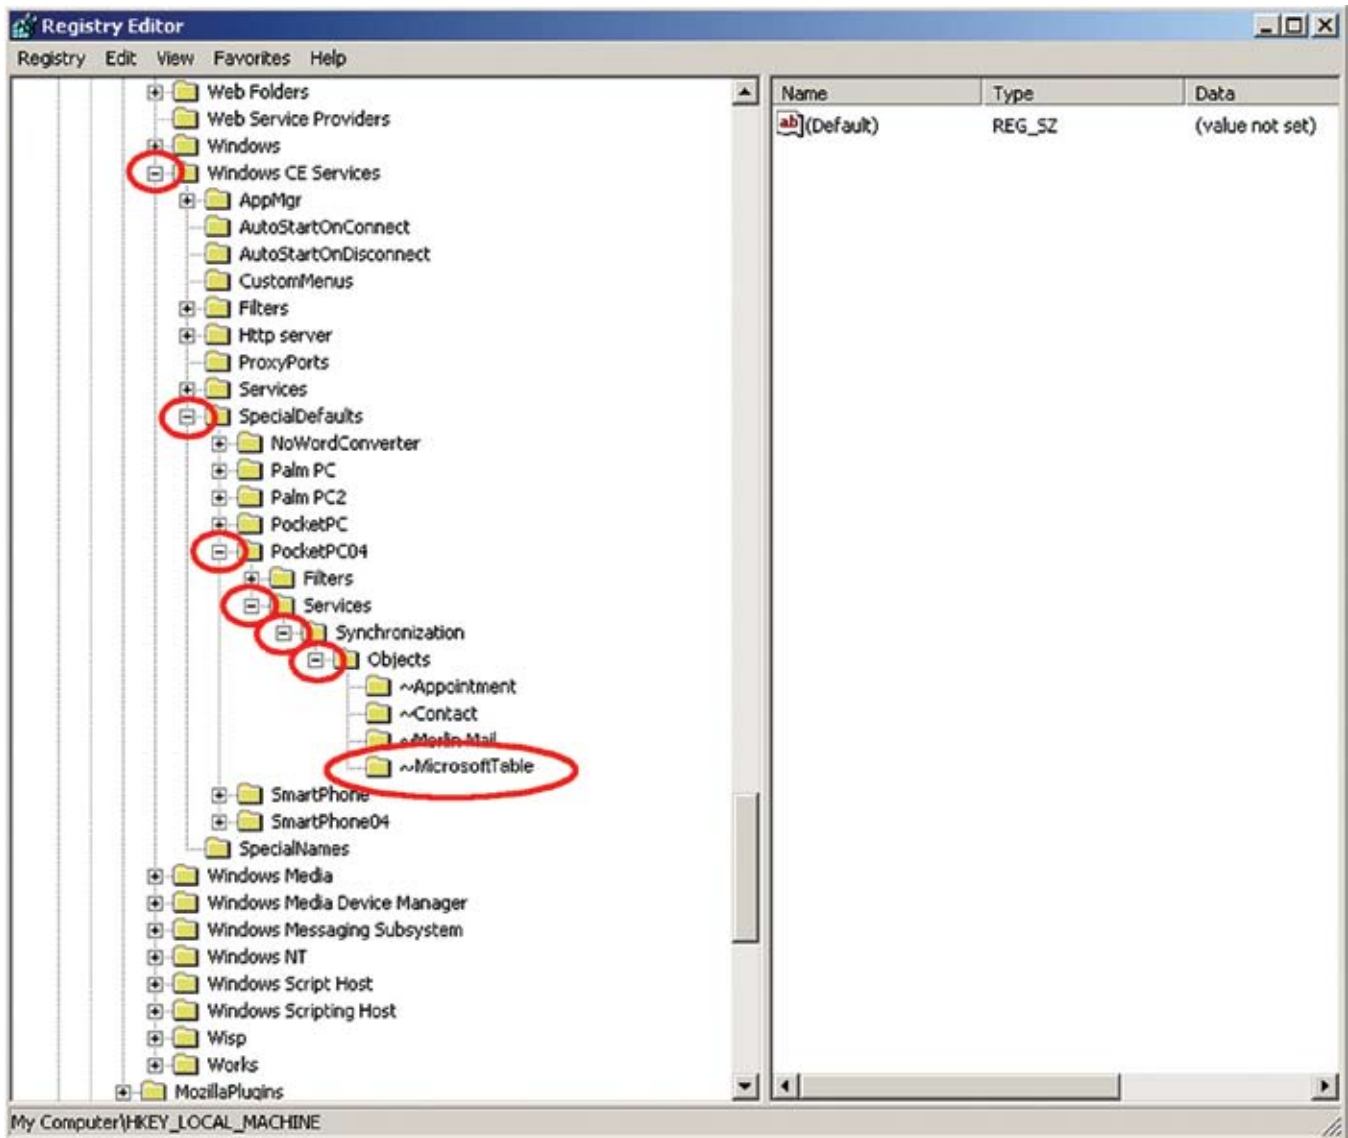 Registry Editor
Registry Edit View Favorites Help
Web Folders
Web Service Providers
Windows
Windows CE Services
AppMgr
AutoStartOnConnect
AutoStartOnDisconnect
CustomMenus
Filters
Http server
ProxyPorts
Services
SpecialDefaults
NoWordConverter
Palm PC
Palm PC2
PocketPC
PocketPC04
Filters
Services
Synchronization
Objects
~Appointment
~Contact
~Merlin Mail
~MicrosoftTable
SmartPhone
SmartPhone04
SpecialNames
Windows Media
Windows Media Device Manager
Windows Messaging Subsystem
Windows NT
Windows Script Host
Windows Scripting Host
Wisp
Works
MozillaPlugins
Name Type Data
ab (Default) REG_SZ (value not set)
My Computer\HKEY_LOCAL_MACHINE